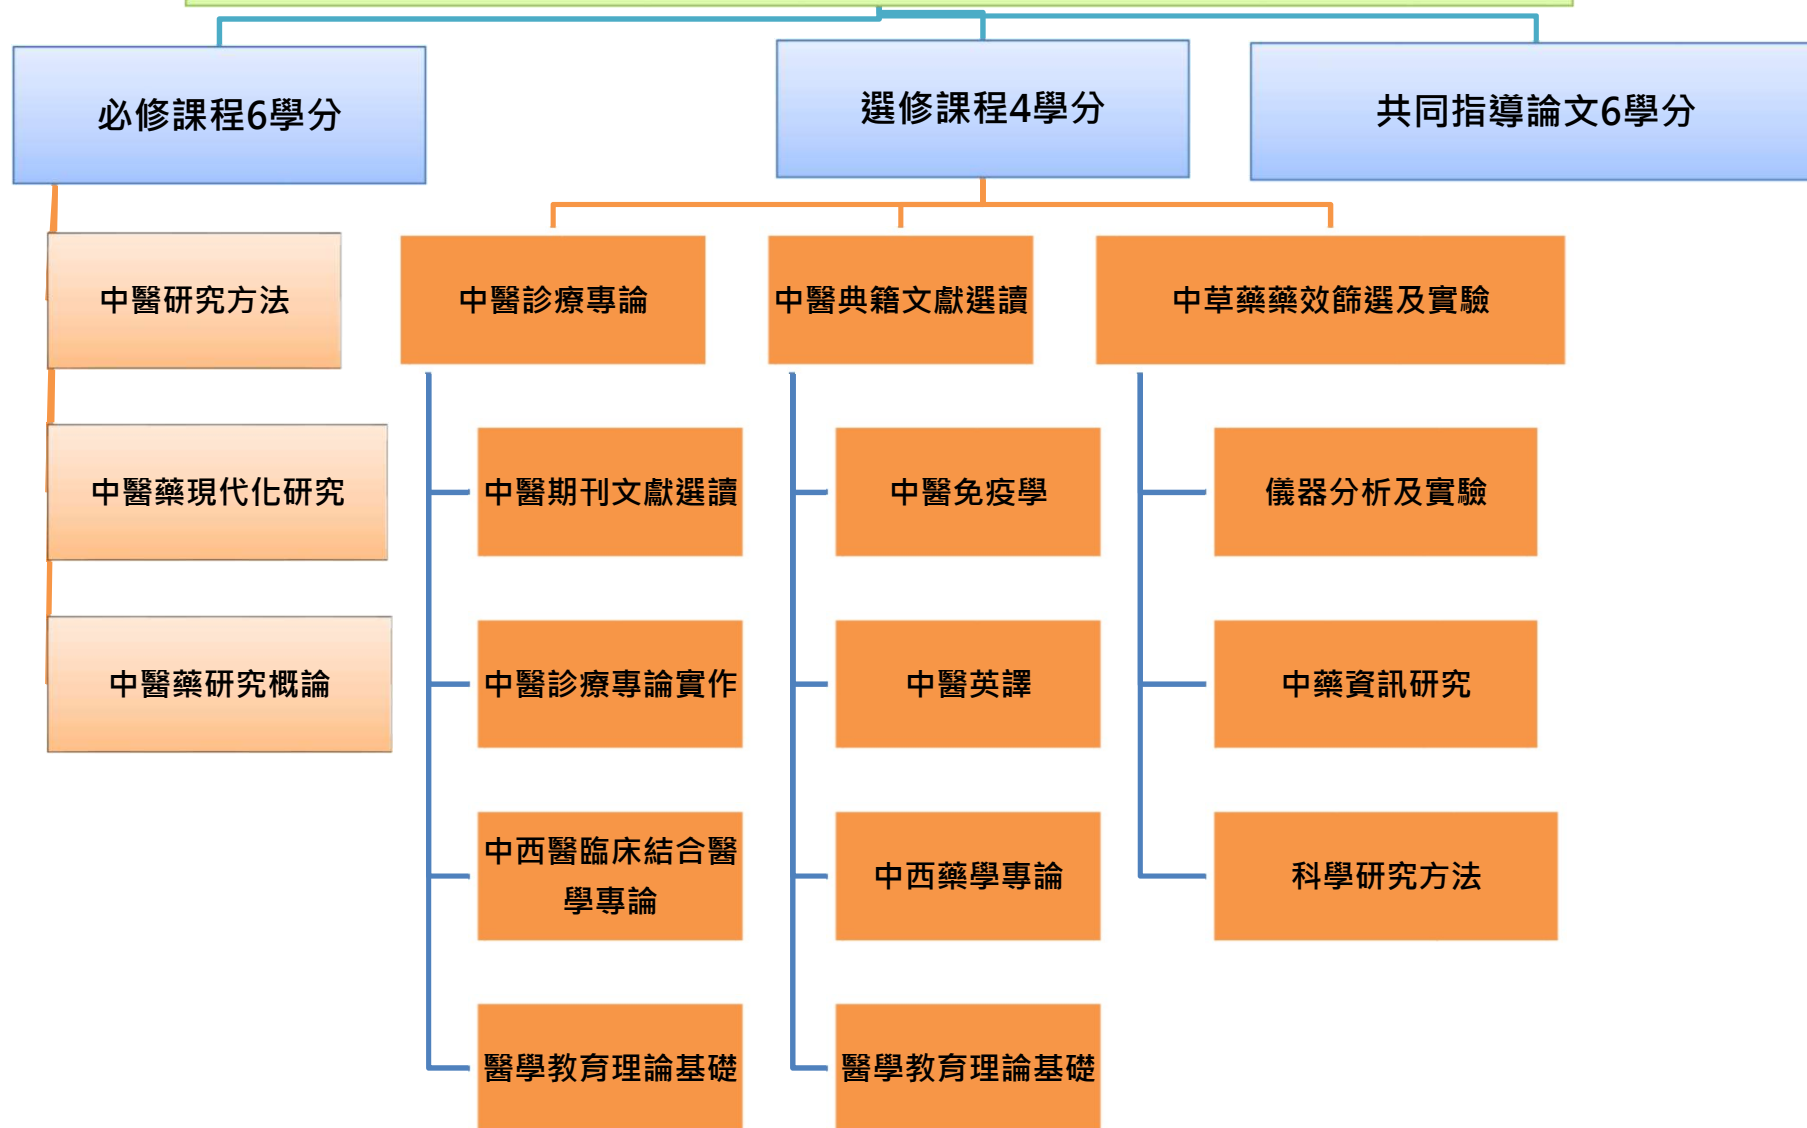 必修課程6學分
選修課程4學分
共同指導論文6學分
中醫研究方法
中醫診療專論
中醫典籍文獻選讀
中草藥藥效篩選及實驗
中醫藥現代化研究
中醫期刊文獻選讀
中醫免疫學
儀器分析及實驗
中醫藥研究概論
中醫診療專論實作
中醫英譯
中藥資訊研究
中西醫臨床結合醫
學專論
中西藥學專論
科學研究方法
醫學教育理論基礎
醫學教育理論基礎